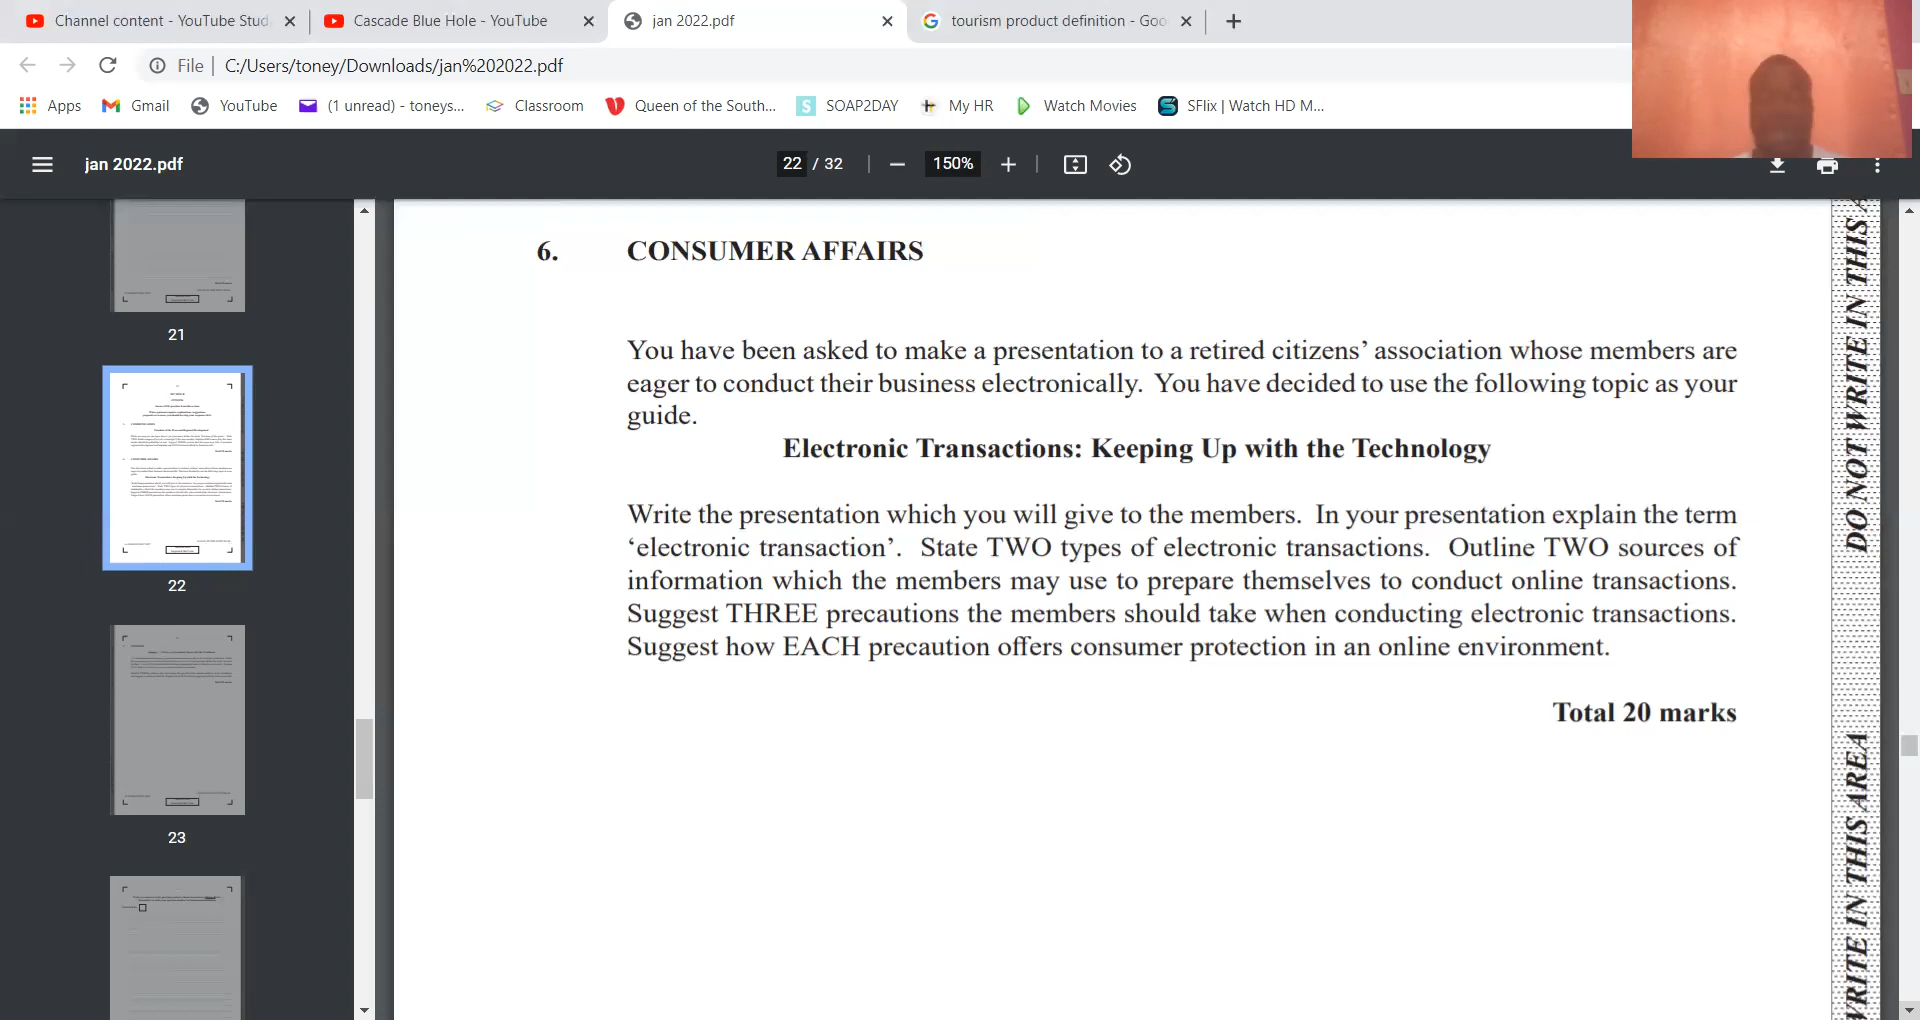 Channel content - YouTube Stud
Cascade Blue Hole - YouTube
jan 2022.pdf
tourism product definition - Goo
File
C:/Users/toney/Downloads/jan%202022.pdf
Apps
Gmail
YouTube
(1 unread) - toneys...
Classroom
Queen of the South...
SOAP2DAY
My HR
Watch Movies
SFlix | Watch HD M...
jan 2022.pdf
22 / 32
150%
21
22
23
6. CONSUMER AFFAIRS
You have been asked to make a presentation to a retired citizens’ association whose members are
eager to conduct their business electronically. You have decided to use the following topic as your
guide.
Electronic Transactions: Keeping Up with the Technology
Write the presentation which you will give to the members. In your presentation explain the term
‘electronic transaction’. State TWO types of electronic transactions. Outline TWO sources of
information which the members may use to prepare themselves to conduct online transactions.
Suggest THREE precautions the members should take when conducting electronic transactions.
Suggest how EACH precaution offers consumer protection in an online environment.
Total 20 marks
DO NOT WRITE IN THIS A
WRITE IN THIS AREA